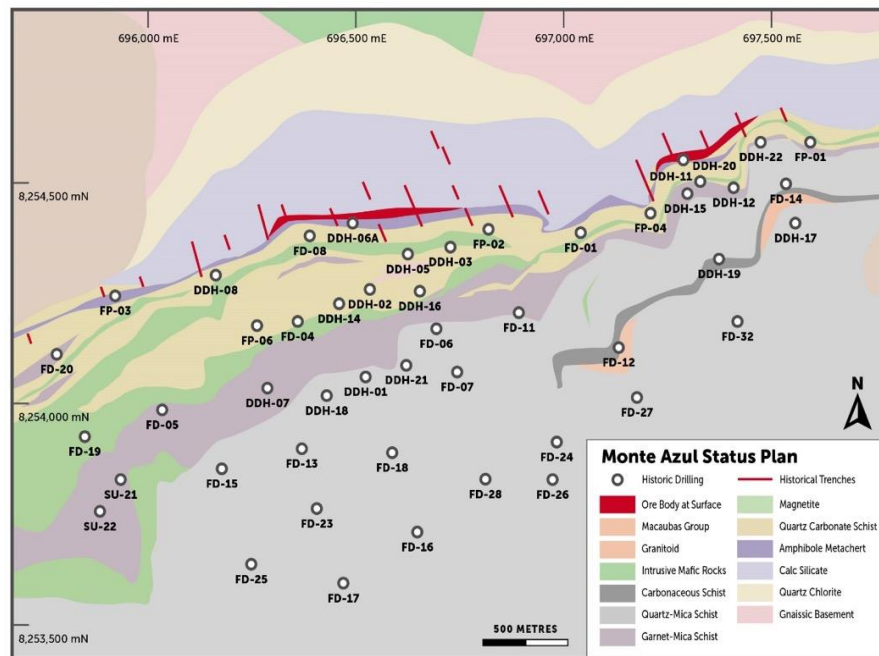 696,000 mE
696,500 mE
697,000 mE
697,500 mE
8,254,500 mN
8,254,000 mN
8,253,500 mN
DDH-22
FP-01
DDH-20
DDH-11
FD-14
DDH-15
DDH-12
FP-04
DDH-17
DDH-06A
FP-02
FD-08
FD-01
DDH-03
DDH-05
DDH-19
DDH-08
FP-03
DDH-02
DDH-16
DDH-14
FD-11
FP-06
FD-04
FD-06
FD-32
FD-12
FD-20
DDH-21
FD-07
DDH-01
DDH-07
DDH-18
FD-27
FD-05
FD-19
FD-24
FD-13
FD-18
FD-15
SU-21
FD-28
FD-26
SU-22
FD-23
FD-16
FD-25
FD-17
N
500 METRES
Monte Azul Status Plan
Historic Drilling
Ore Body at Surface
Macaubas Group
Granitoid
Intrusive Mafic Rocks
Carbonaceous Schist
Quartz-Mica Schist
Garnet-Mica Schist
Historical Trenches
Magnetite
Quartz Carbonate Schist
Amphibole Metachert
Calc Silicate
Quartz Chlorite
Gnaissic Basement